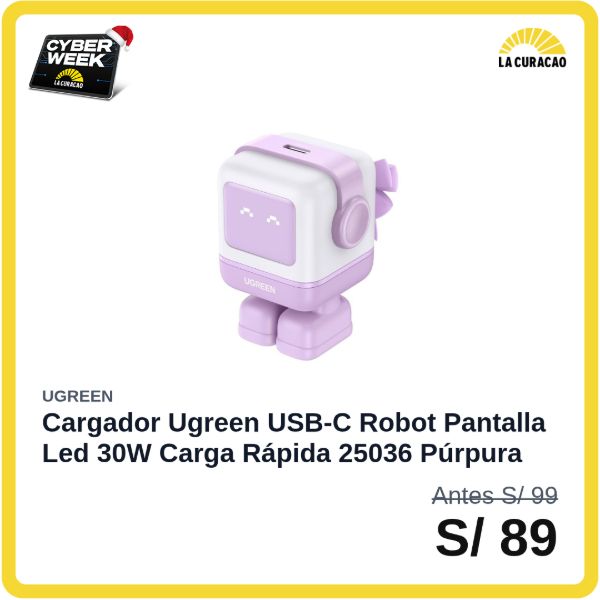 CYBER
WEEK
LA CURACAO
LA CURACAO
UGREEN
UGREEN
Cargador Ugreen USB-C Robot Pantalla
Led 30W Carga Rápida 25036 Púrpura
Antes S/ 99
S/ 89